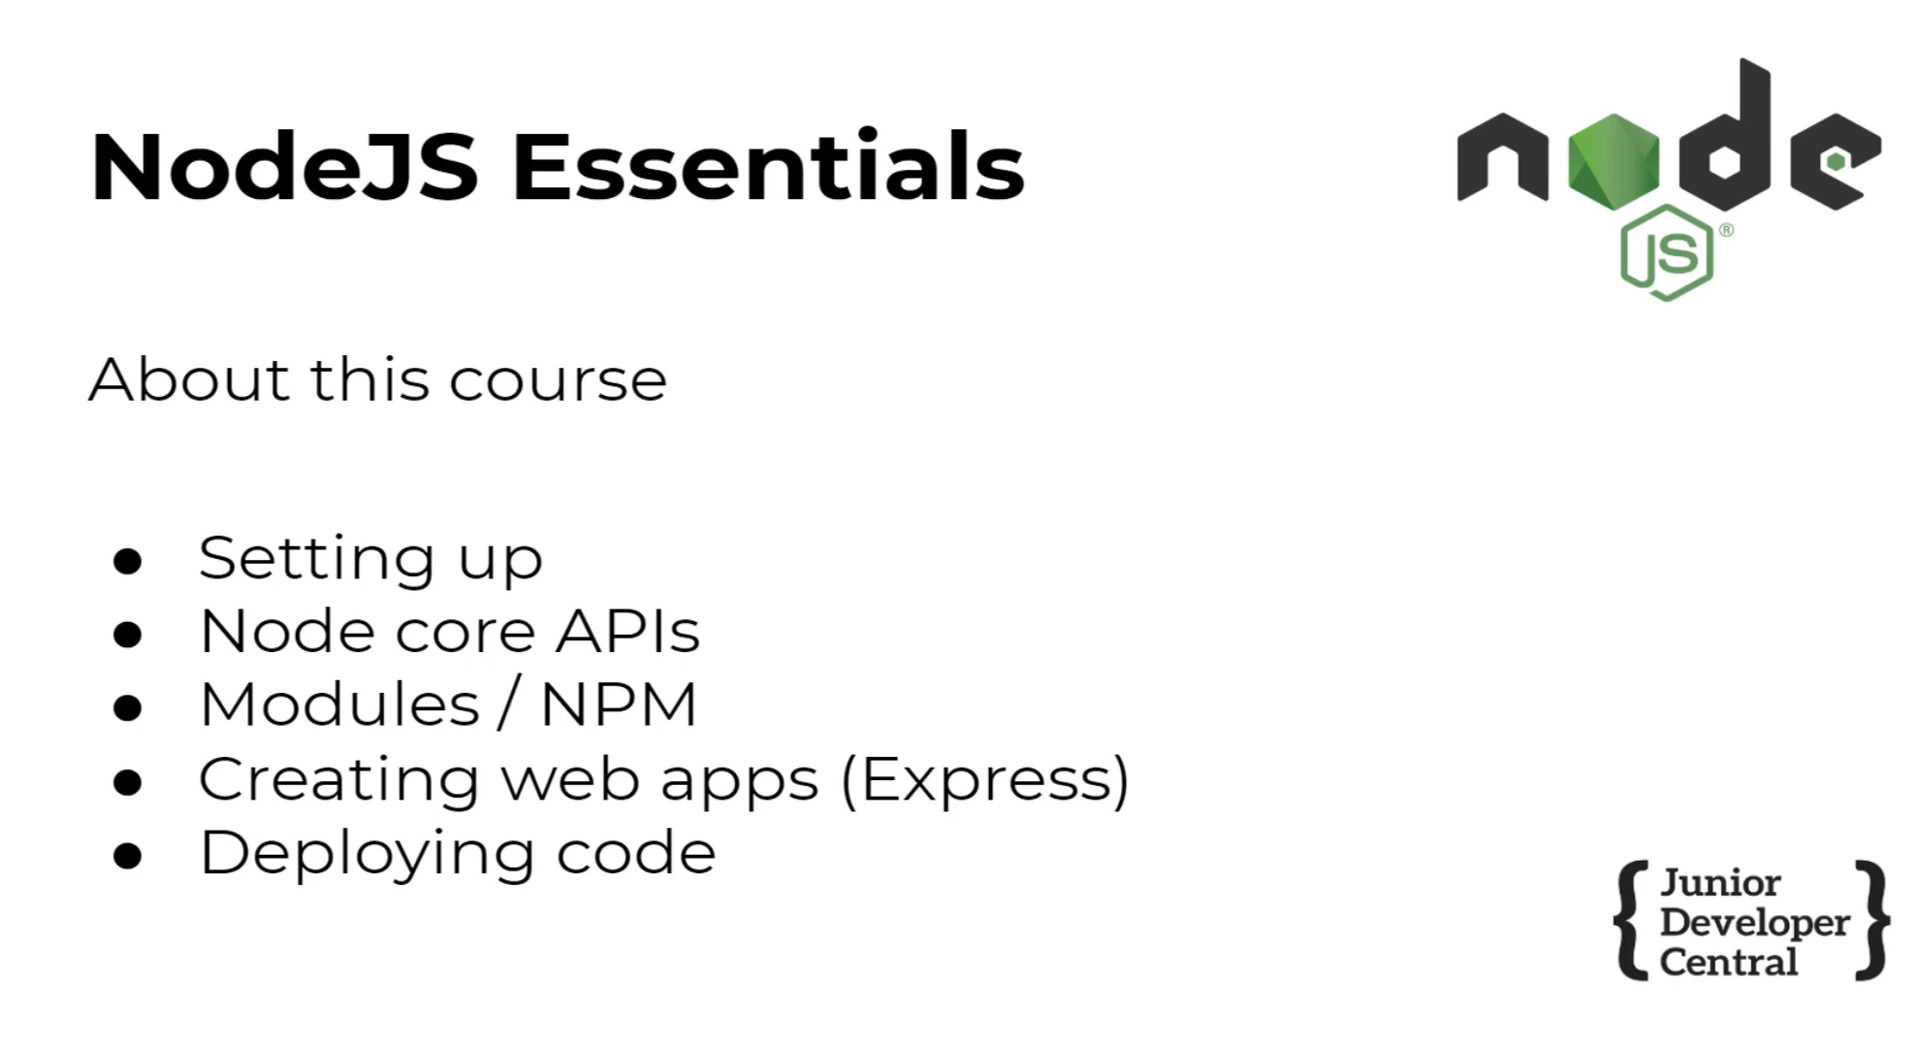 NodeJS Essentials
node
JS®
About this course
● Setting up
● Node core APIs
● Modules / NPM
● Creating web apps (Express)
● Deploying code
{ Junior
Developer
Central }